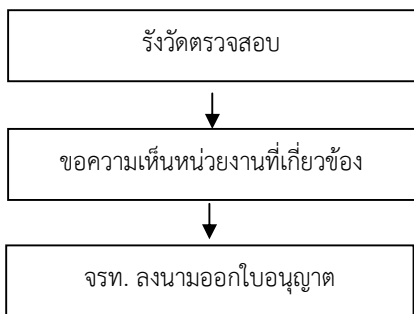 รังวัดตรวจสอบ
ขอความเห็นหน่วยงานที่เกี่ยวข้อง
จรท. ลงนามออกใบอนุญาต